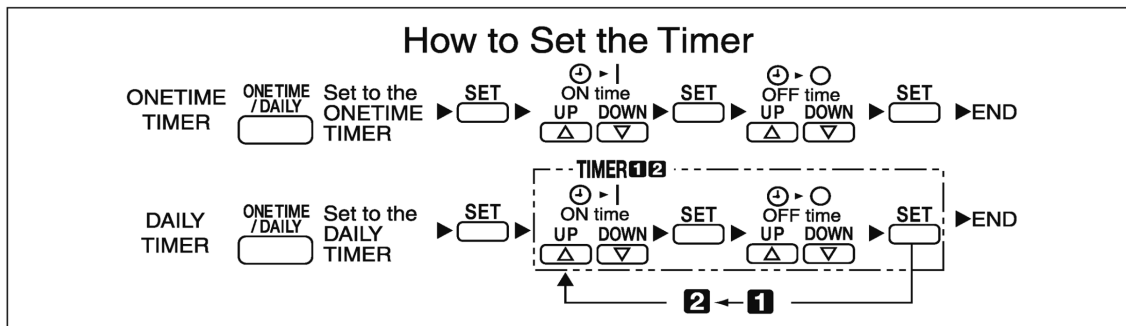 How to Set the Timer
ONETIME
TIMER
ONETIME
/DAILY
Set to the
ONETIME
TIMER
SET
ON time
UP DOWN
SET
OFF time
UP DOWN
SET
END
DAILY
TIMER
ONETIME
/DAILY
Set to the
DAILY
TIMER
SET
TIMER 1 2
ON time
UP DOWN
SET
OFF time
UP DOWN
SET
END
2 1